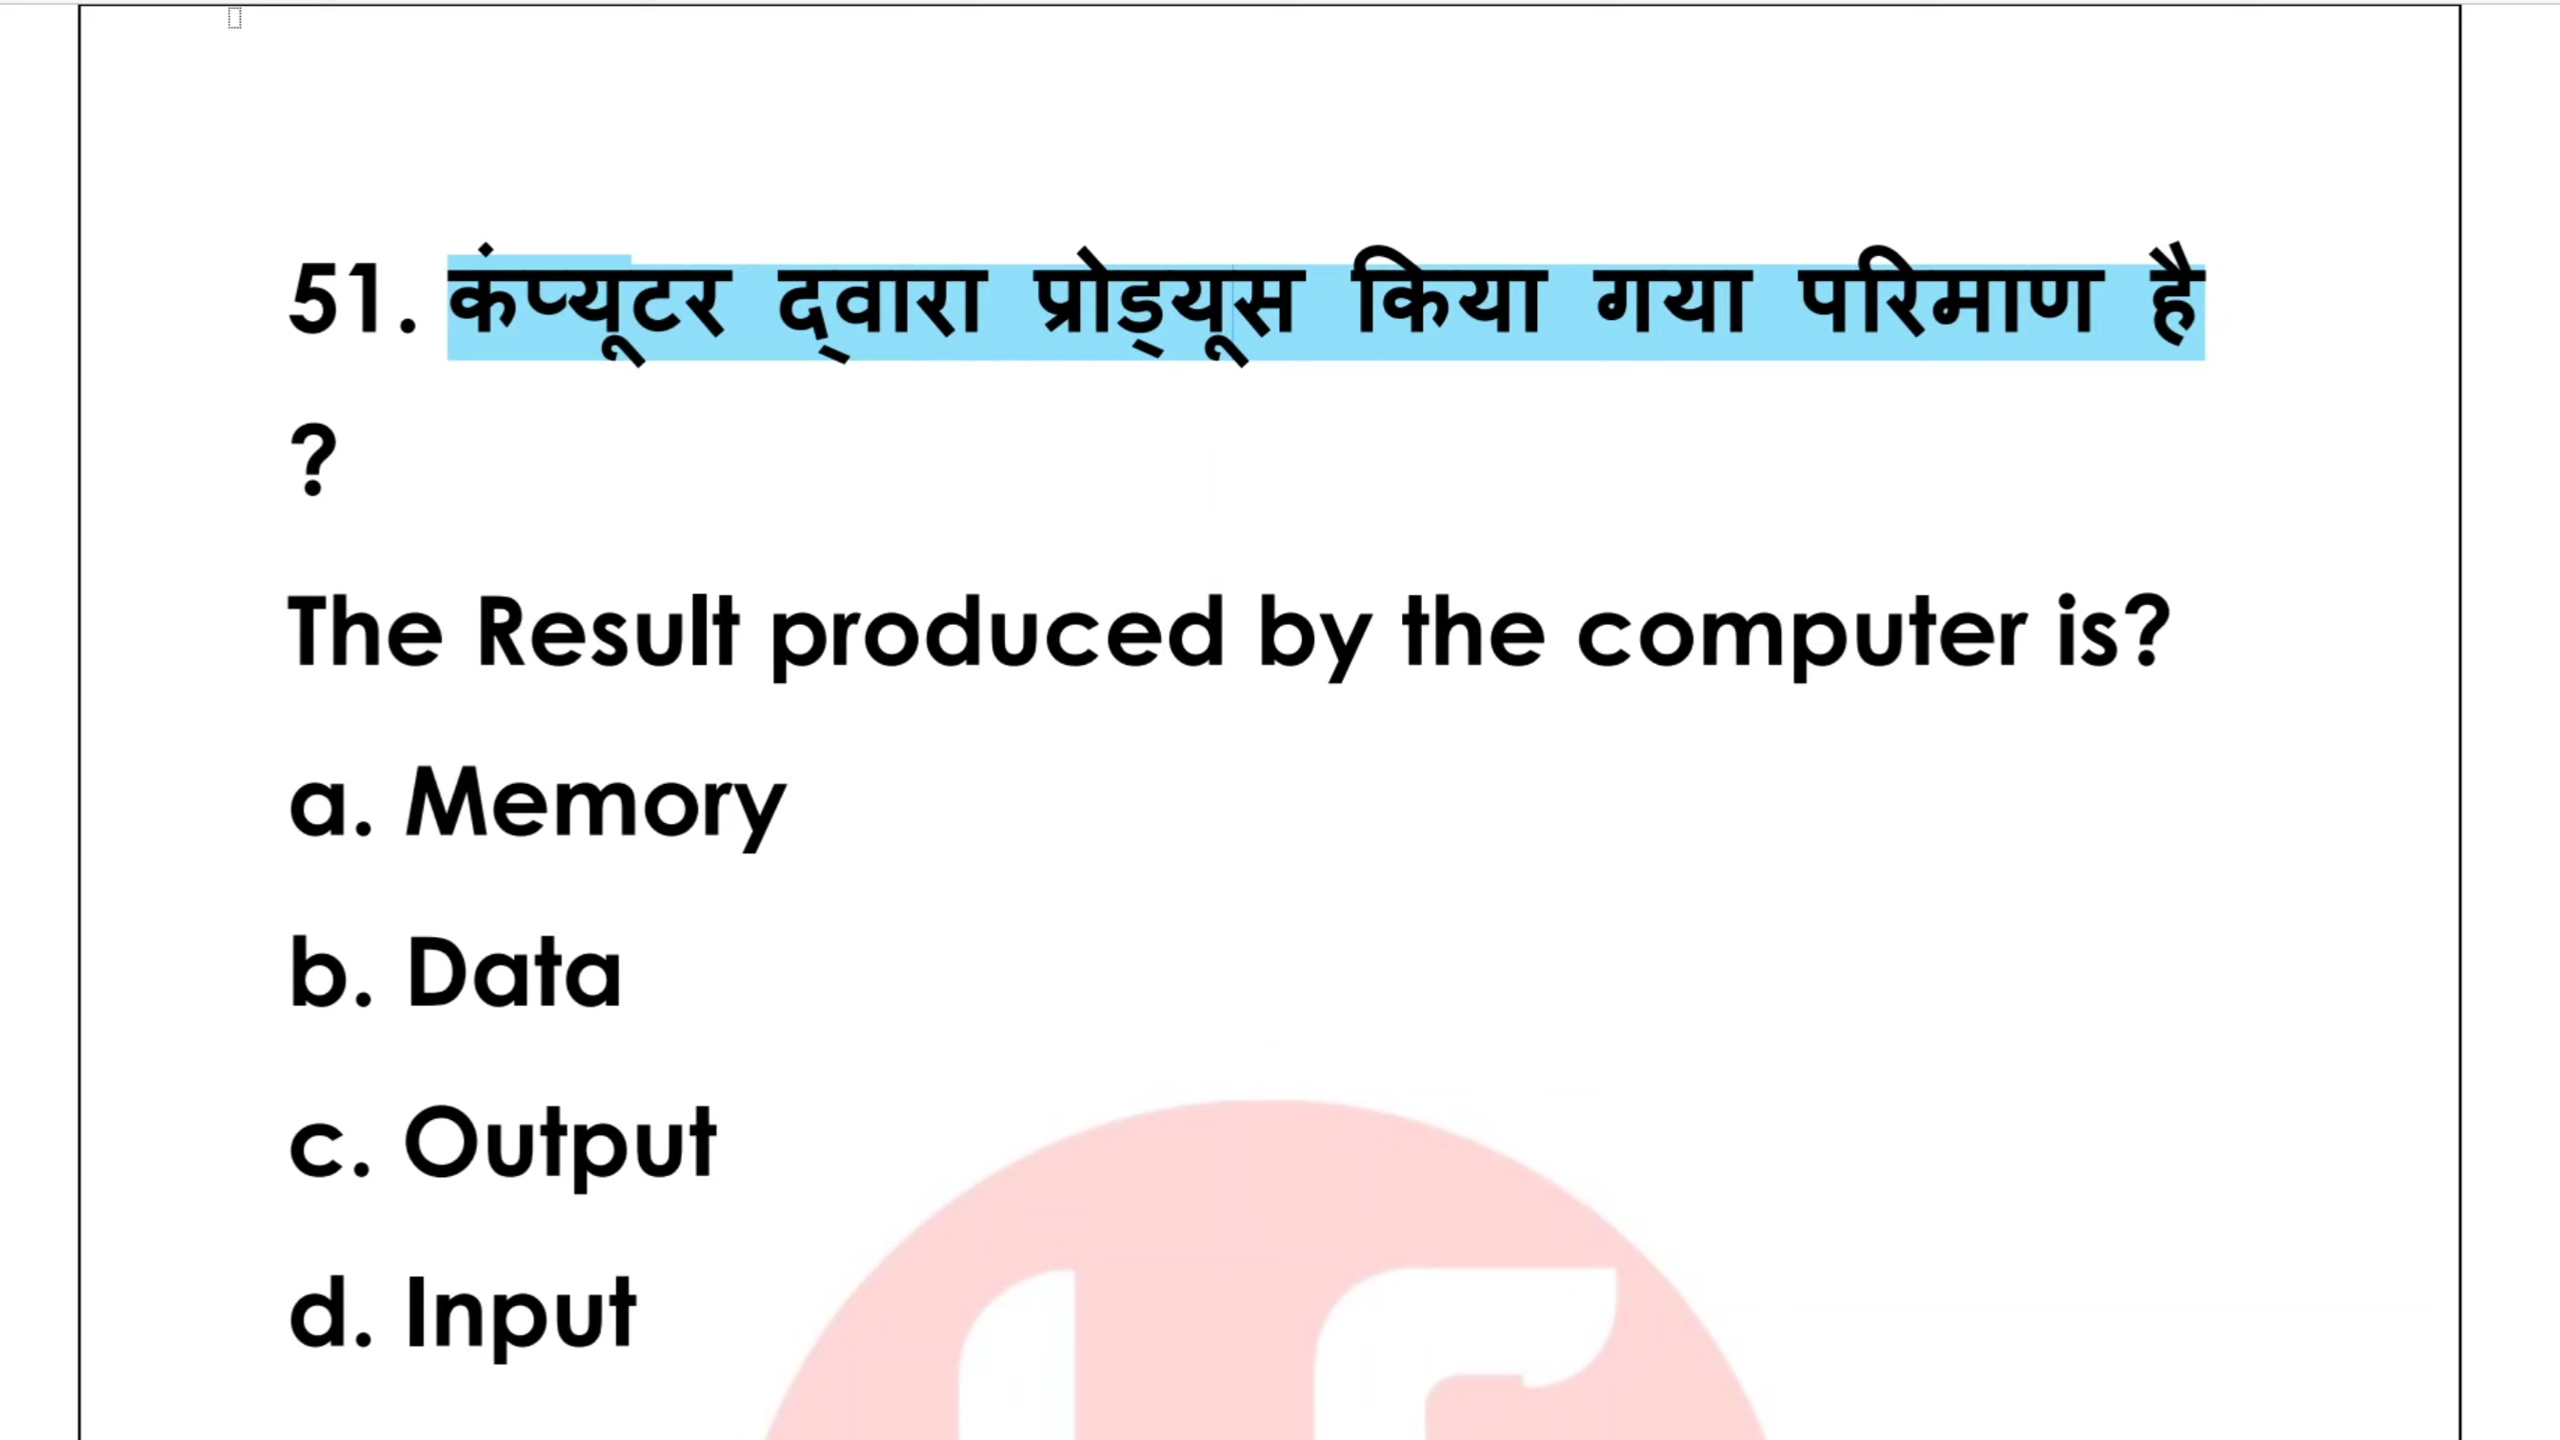 51. कंप्यूटर द्वारा प्रोड्यूस किया गया परिमाण है
?
The Result produced by the computer is?
a. Memory
b. Data
c. Output
d. Input